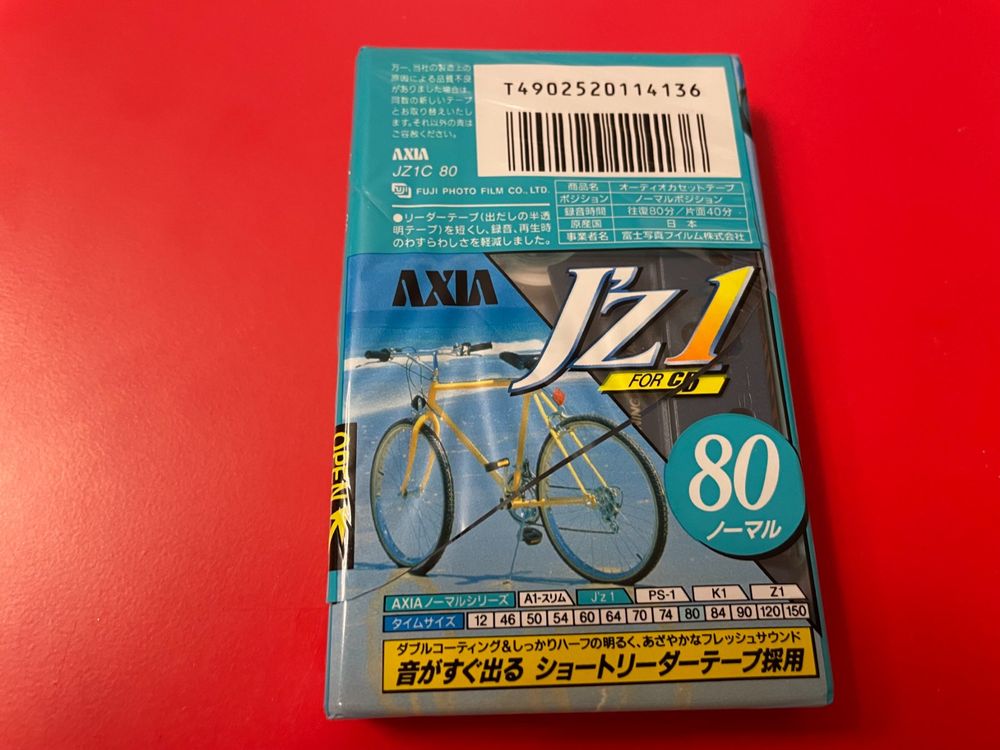 万一、当社の製造上の
原因による品質不良
がありました場合は、
同数の新しいテープ
とお取り替えいたし
ます。それ以外の責は
ご容赦ください。
T4902520114136
AXIA
JZ1C 80
FUJI FUJI PHOTO FILM CO., LTD.
●リーダーテープ(出だしの半透
明テープ)を短くし、録音、再生時
のわずらわしさを軽減しました。
商品名 オーディオカセットテープ
ポジション ノーマルポジション
録音時間 往復80分/片面40分
原産国 日本
事業者名 富士写真フイルム株式会社
AXIA
J'z 1
FOR CD
OPEN
80
ノーマル
AXIAノーマルシリーズ A1-スリム J'z 1 PS-1 K1 Z1
タイムサイズ 12 46 50 54 60 64 70 74 80 84 90 120 150
ダブルコーティング&しっかりハーフの明るく、あざやかなフレッシュサウンド
音がすぐ出る ショートリーダーテープ採用